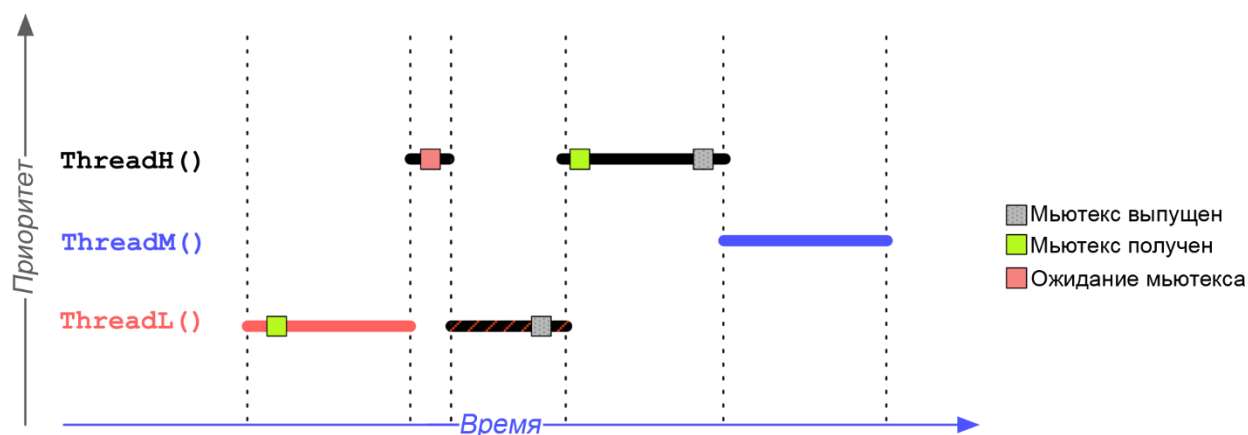 Приоритет
ThreadH()
ThreadM()
ThreadL()
Мьютекс выпущен
Мьютекс получен
Ожидание мьютекса
Время